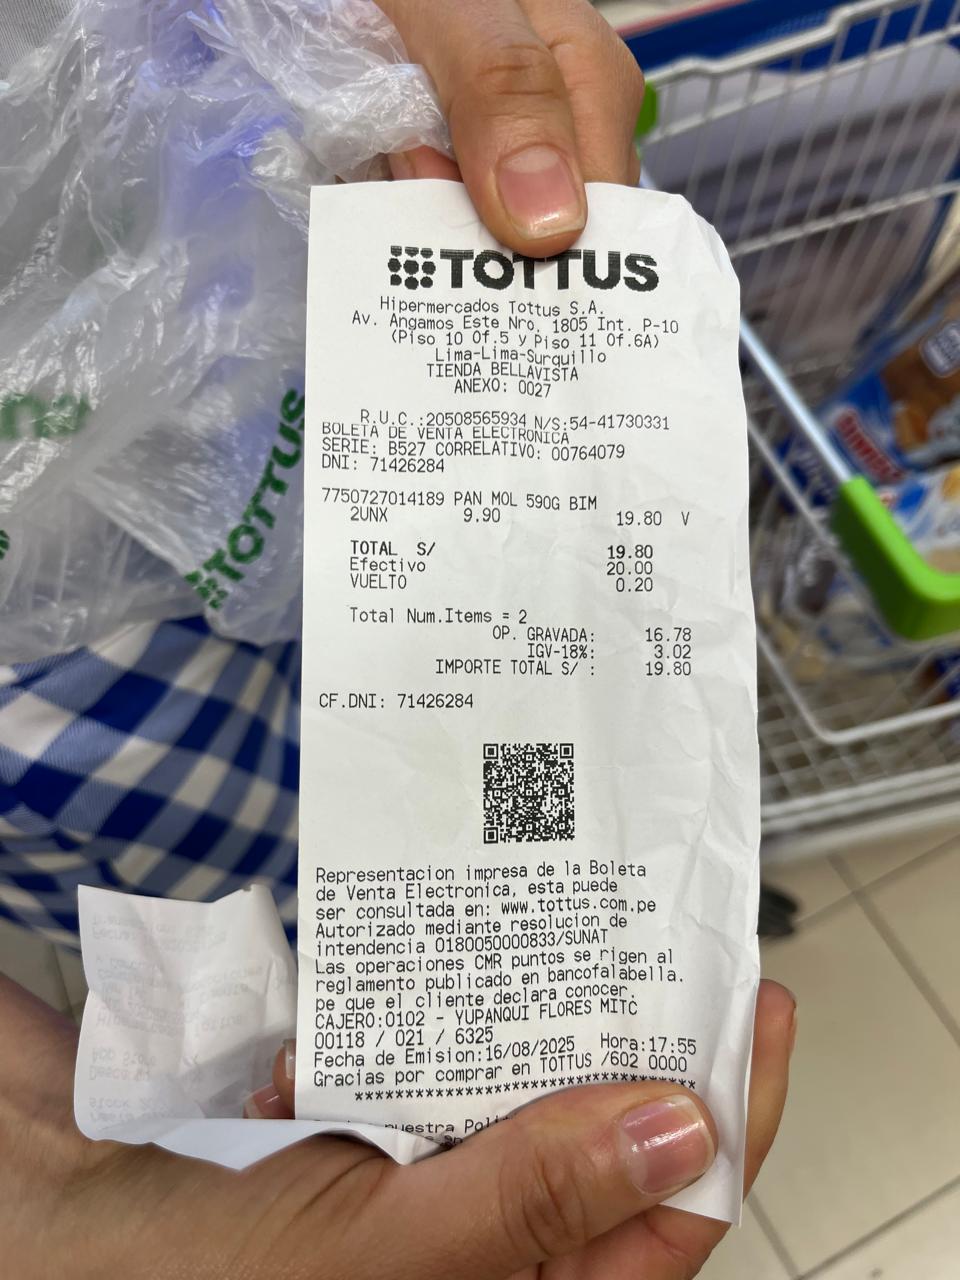 TOTTUS
Hipermercados Tottus S.A.
Av. Angamos Este Nro. 1805 Int. P-10
(Piso 10 Of.5 y Piso 11 Of.6A)
Lima-Lima-Surquillo
TIENDA BELLAVISTA
ANEXO: 0027
R.U.C.:20508565934 N/S:54-41730331
BOLETA DE VENTA ELECTRONICA
SERIE: B527 CORRELATIVO: 00764079
DNI: 71426284
7750727014189 PAN MOL 590G BIM
2UNX 9.90 19.80 V
TOTAL S/ 19.80
Efectivo 20.00
VUELTO 0.20
Total Num.Items = 2
OP. GRAVADA: 16.78
IGV-18%: 3.02
IMPORTE TOTAL S/ : 19.80
CF.DNI: 71426284
Representacion impresa de la Boleta
de Venta Electronica, esta puede
ser consultada en: www.tottus.com.pe
Autorizado mediante resolucion de
intendencia 0180050000833/SUNAT
Las operaciones CMR puntos se rigen al
reglamento publicado en bancofalabella.
pe que el cliente declara conocer.
CAJERO:0102 - YUPANQUI FLORES MITC
00118 / 021 / 6325
Fecha de Emision:16/08/2025 Hora:17:55
Gracias por comprar en TOTTUS /602 0000
****************************************
nuestra
TOTTUS